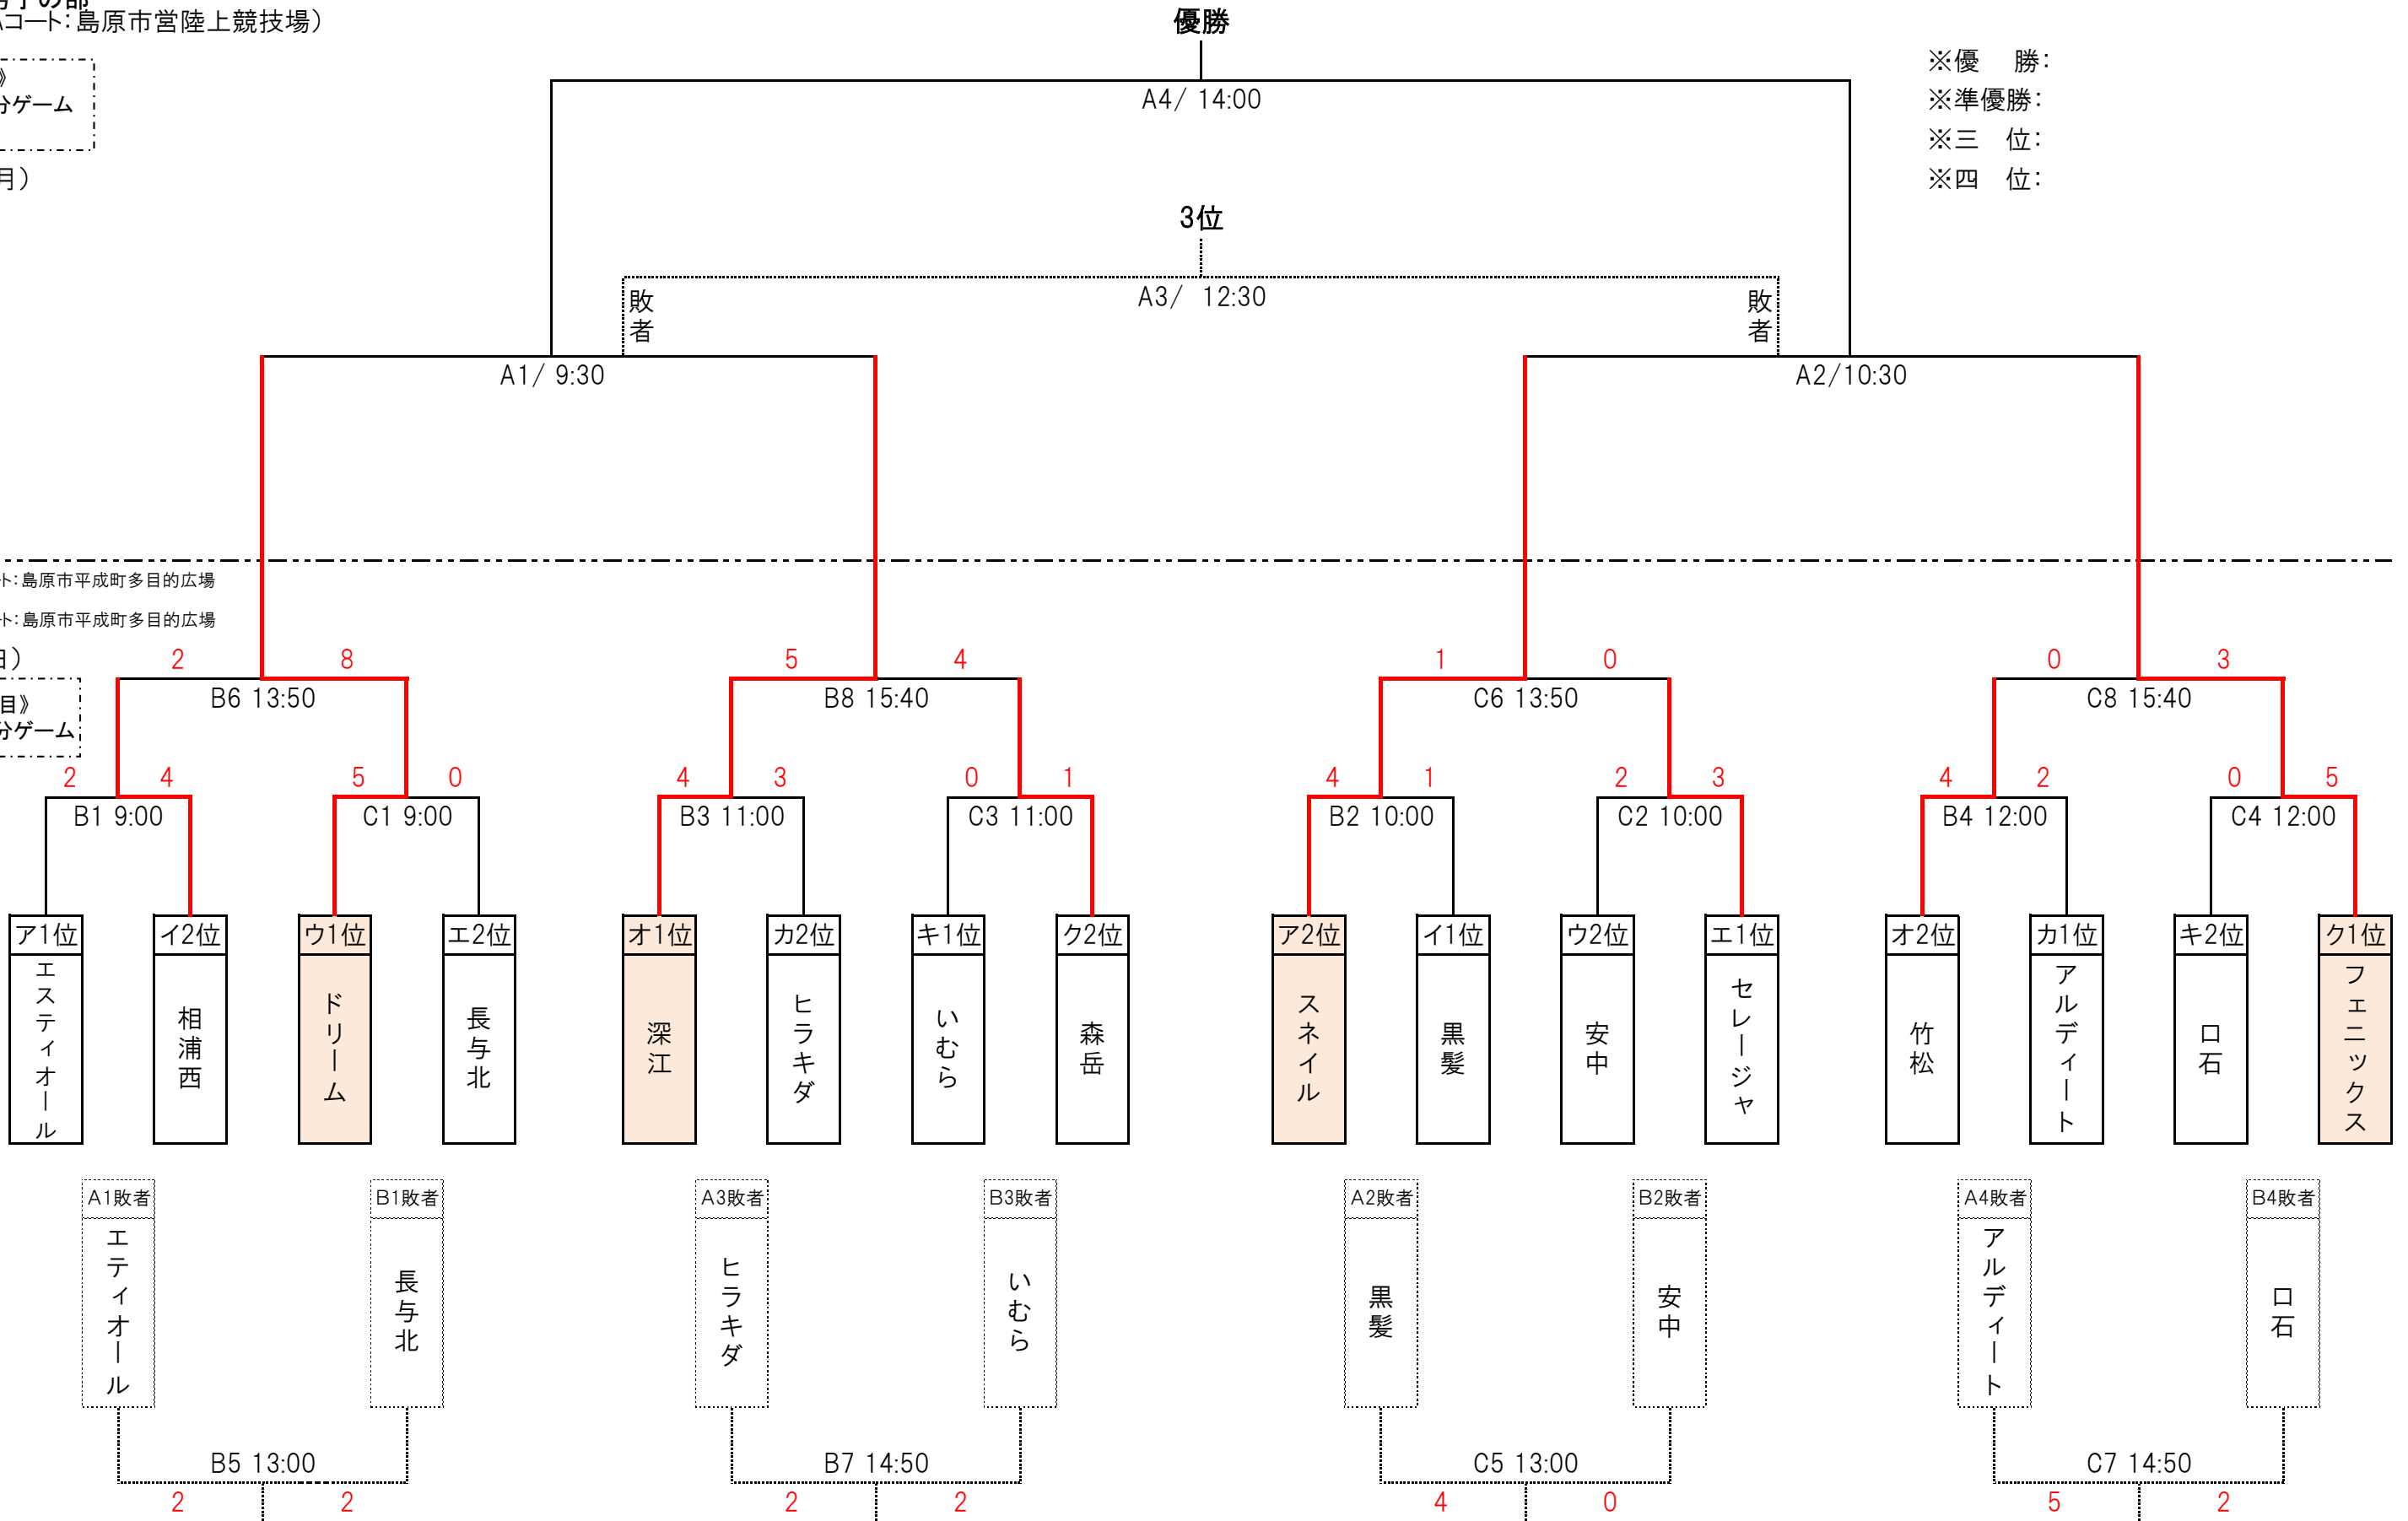 コート：島原市営陸上競技場）
優勝
※優　勝：
》
分ゲーム
A4/ 14:00
※準優勝：
※三　位：
月）
※四　位：
3位
A3/ 12:30
敗者
敗者
A1/ 9:30
A2/10:30
ト：島原市平成町多目的広場
ト：島原市平成町多目的広場
日）
2 8 5 4 1 0 0 3
目》
分ゲーム
B6 13:50 B8 15:40 C6 13:50 C8 15:40
2 4 5 0 4 3 0 1 4 1 2 3 4 2 0 5
B1 9:00 C1 9:00 B3 11:00 C3 11:00 B2 10:00 C2 10:00 B4 12:00 C4 12:00
ア1位 イ2位 ウ1位 エ2位 オ1位 カ2位 キ1位 ク2位 ア2位 イ1位 ウ2位 エ1位 オ2位 カ1位 キ2位 ク1位
エスティオール
相浦西
ドリーム
長与北
深江
ヒラキダ
いむら
森岳
スネイル
黒髪
安中
セレージャ
竹松
アルディート
口石
フェニックス
A1敗者 B1敗者 A3敗者 B3敗者 A2敗者 B2敗者 A4敗者 B4敗者
エティオール
長与北
ヒラキダ
いむら
黒髪
安中
アルディート
口石
B5 13:00 B7 14:50 C5 13:00 C7 14:50
2 2 2 2 4 0 5 2